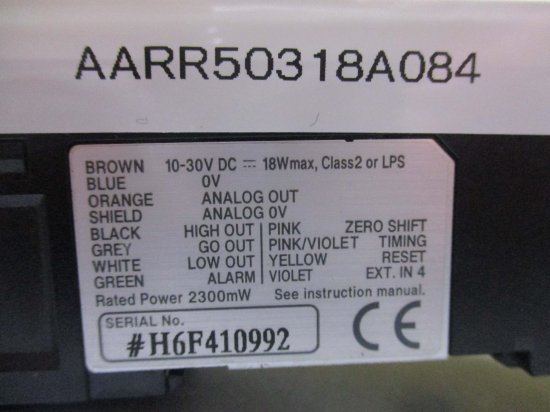 AARR50318A084
BROWN 10-30V DC ⎓ 18Wmax, Class2 or LPS
BLUE 0V
ORANGE ANALOG OUT
SHIELD ANALOG 0V
BLACK HIGH OUT PINK ZERO SHIFT
GREY GO OUT PINK/VIOLET TIMING
WHITE LOW OUT YELLOW RESET
GREEN ALARM VIOLET EXT. IN 4
Rated Power 2300mW See instruction manual.
SERIAL No.
#H6F410992
CE